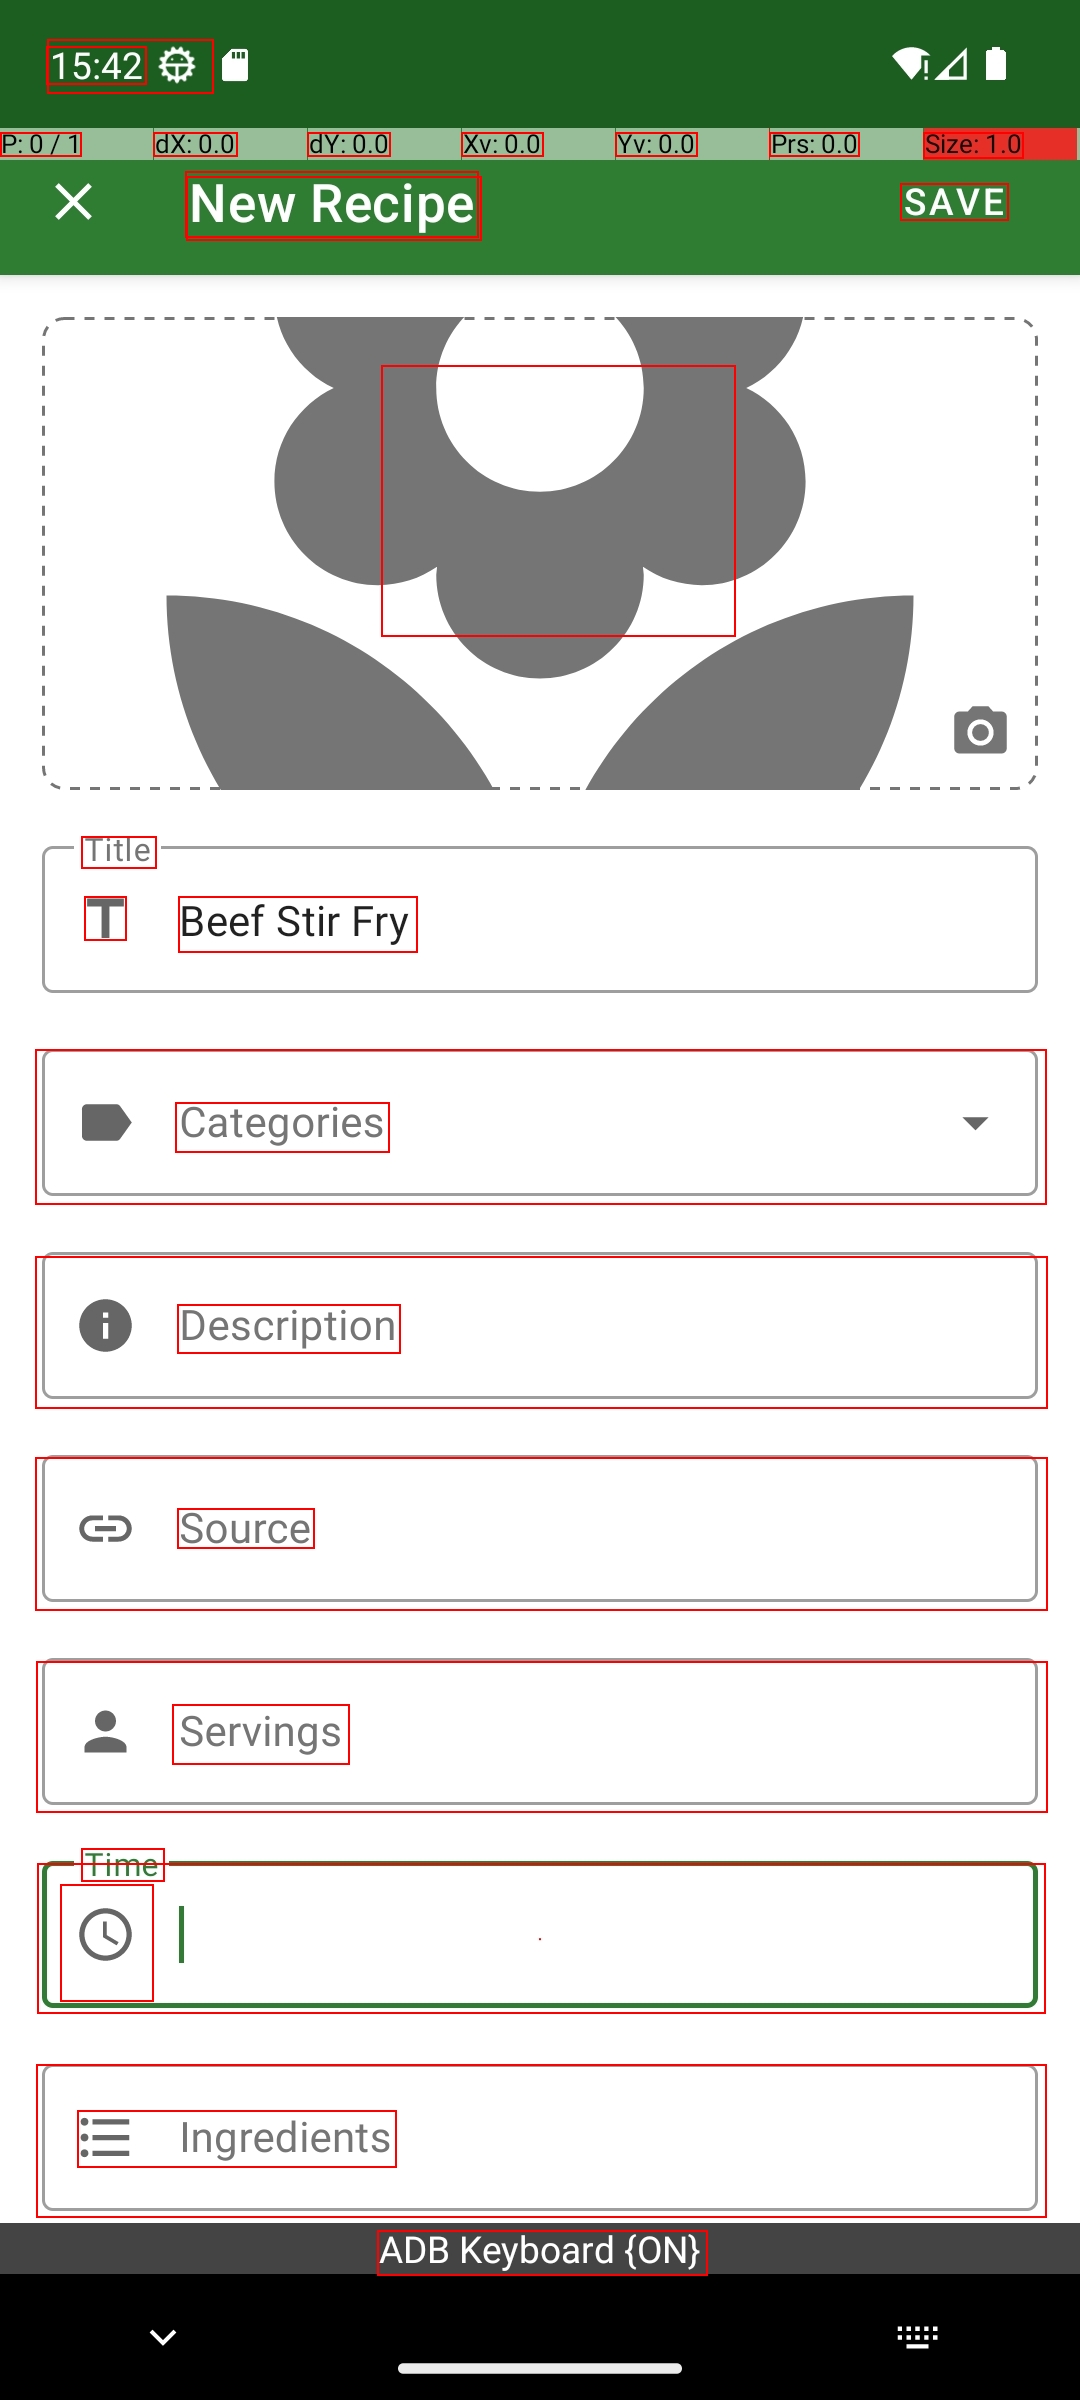 15:42
P: 0 / 1 dX: 0.0 dY: 0.0 Xv: 0.0 Yv: 0.0 Prs: 0.0 Size: 1.0
New Recipe SAVE
Title
Beef Stir Fry
Categories
Description
Source
Servings
Time
Ingredients
ADB Keyboard {ON}